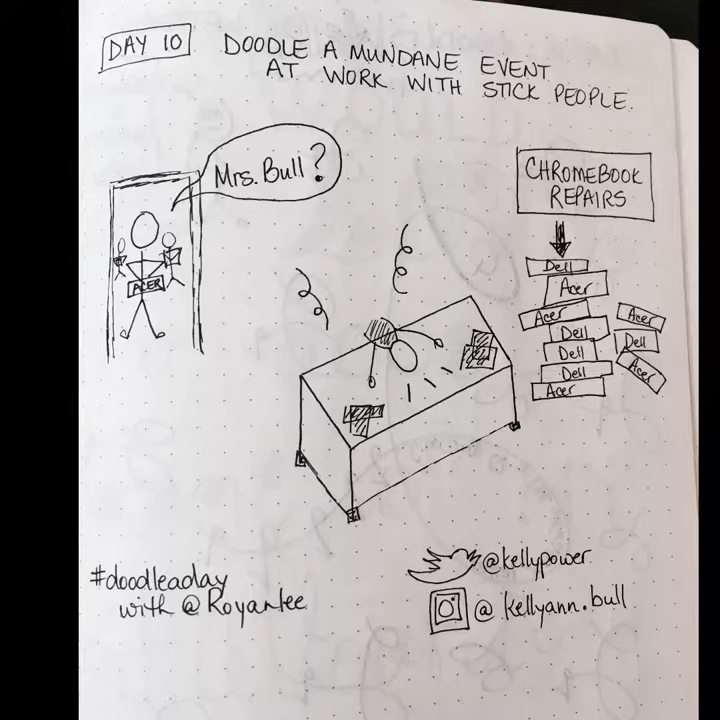 DAY 10
DOODLE A MUNDANE EVENT
AT WORK WITH STICK PEOPLE.
Mrs. Bull?
ACER
CHROMEBOOK
REPAIRS
Dell
Acer
Acer
Dell
Dell
Dell
Acer
Acer
Dell
Acer
#doodleaday
with @Royanlee
@kellypower
@kellyann.bull